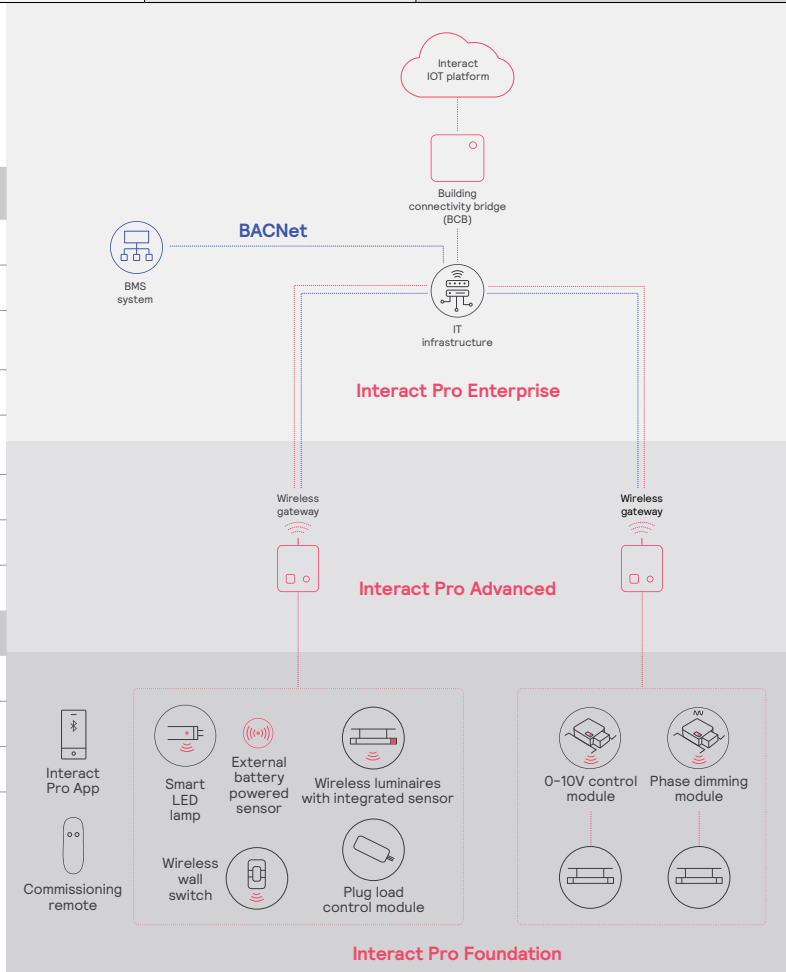 Interact
IOT platform
Building
connectivity bridge
(BCB)
BACNet
BMS
system
IT
infrastructure
Interact Pro Enterprise
Wireless
gateway
Wireless
gateway
Interact Pro Advanced
Interact
Pro App
Smart
LED
lamp
External
battery
powered
sensor
Wireless luminaires
with integrated sensor
0-10V control
module
Phase dimming
module
Commissioning
remote
Wireless
wall
switch
Plug load
control module
Interact Pro Foundation